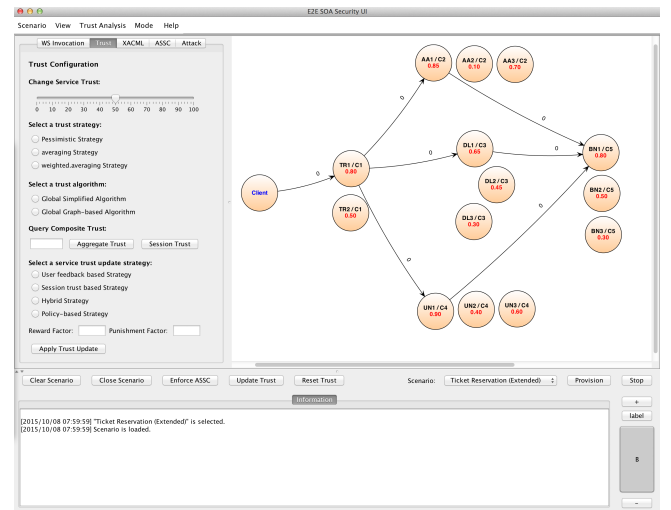 E2E SOA Security UI
Scenario View Trust Analysis Mode Help
WS Invocation Trust XACML ASSC Attack
Trust Configuration
Change Service Trust:
0 10 20 30 40 50 60 70 80 90 100
Select a trust strategy:
Pessimistic Strategy
averaging Strategy
weighted.averaging Strategy
Select a trust algorithm:
Global Simplified Algorithm
Global Graph-based Algorithm
Query Composite Trust:
Aggregate Trust Session Trust
Select a service trust update strategy:
User feedback based Strategy
Session trust based Strategy
Hybrid Strategy
Policy-based Strategy
Reward Factor: Punishment Factor:
Apply Trust Update
AA1 / C2
0.85
AA2 / C2
0.10
AA3 / C2
0.70
0
0
DL1 / C3
0.65
0
0
BN1 / C5
0.80
TR1 / C1
0.80
Client
0
DL2 / C3
0.45
BN2 / C5
0.50
TR2 / C1
0.50
DL3 / C3
0.30
BN3 / C5
0.30
0
0
UN1 / C4
0.90
UN2 / C4
0.40
UN3 / C4
0.60
Clear Scenario Close Scenario Enforce ASSC Update Trust Reset Trust Scenario: Ticket Reservation (Extended) Provision Stop
Information
+
label
B
–
[2015/10/08 07:59:59] "Ticket Reservation (Extended)" is selected.
[2015/10/08 07:59:59] Scenario is loaded.